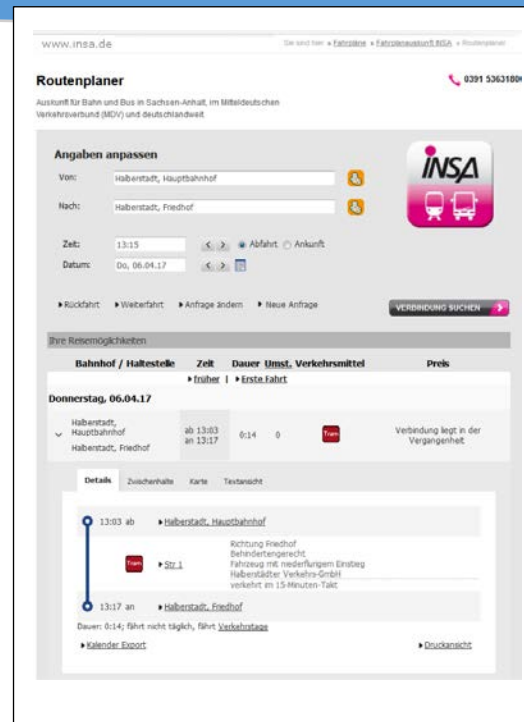 www.insa.de
Sie sind hier: » Fahrpläne » Fahrplanauskunft INSA » Routenplaner
Routenplaner
0391 5363180
Auskunft für Bahn und Bus in Sachsen-Anhalt, im Mitteldeutschen
Verkehrsverbund (MDV) und deutschlandweit.
Angaben anpassen
Von: Halberstadt, Hauptbahnhof
Nach: Halberstadt, Friedhof
INSA
Zeit: 13:15 < > Abfahrt Ankunft
Datum: Do, 06.04.17 < >
Rückfahrt Weiterfahrt Anfrage ändern Neue Anfrage
VERBINDUNG SUCHEN
Ihre Reisemöglichkeiten
Bahnhof / Haltestelle Zeit Dauer Umst. Verkehrsmittel Preis
früher | Erste Fahrt
Donnerstag, 06.04.17
Halberstadt,
Hauptbahnhof
Halberstadt, Friedhof
ab 13:03
an 13:17
0:14 0 Tram
Verbindung liegt in der
Vergangenheit
Details Zwischenhalte Karte Textansicht
13:03 ab Halberstadt, Hauptbahnhof
Tram Str 1
Richtung Friedhof
Behindertengerecht
Fahrzeug mit niederflurigem Einstieg
Halberstädter Verkehrs-GmbH
verkehrt im 15-Minuten-Takt
13:17 an Halberstadt, Friedhof
Dauer: 0:14; fährt nicht täglich, fährt Verkehrstage
Kalender Export
Druckansicht